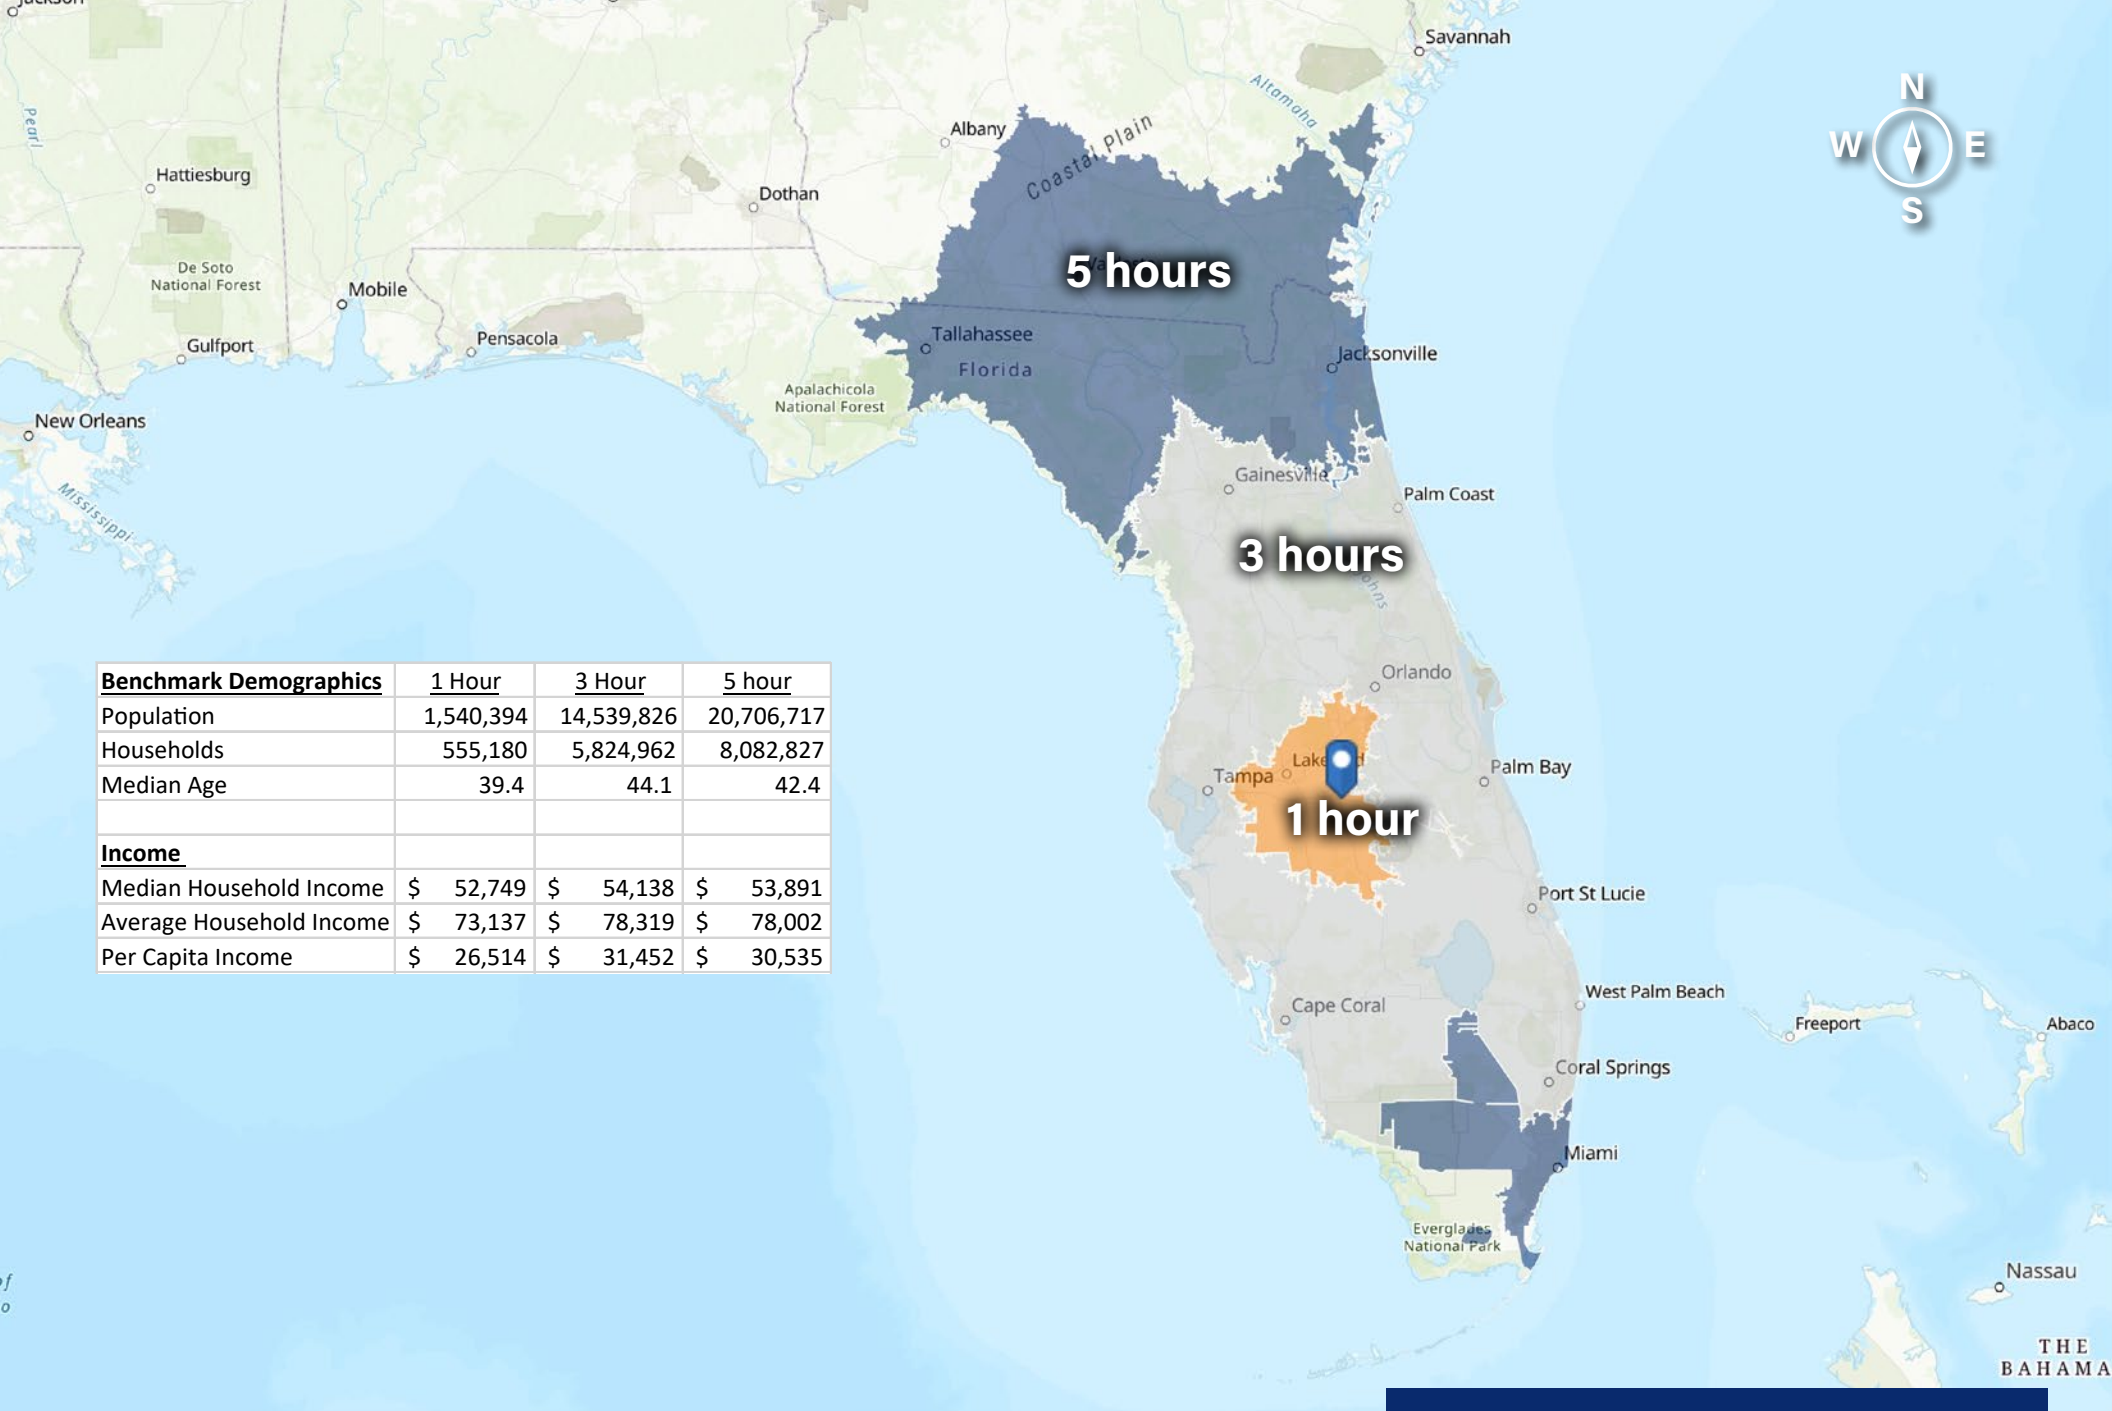 Jackson
Savannah
Altamaha
N
W E
S
Pearl
Albany
Coastal Plain
Hattiesburg
Dothan
De Soto
National Forest
Mobile
5 hours
Tallahassee
Florida
Pensacola
Gulfport
Jacksonville
Apalachicola
National Forest
New Orleans
Mississippi
Gainesville
Palm Coast
3 hours
Orlando
Tampa
1 hour
Palm Bay
Port St Lucie
Cape Coral
West Palm Beach
Freeport
Abaco
Coral Springs
Miami
Everglades
National Park
Nassau
THE
Benchmark Demographics 1 Hour 3 Hour 5 hour
Population 1,540,394 14,539,826 20,706,717
Households 555,180 5,824,962 8,082,827
Median Age 39.4 44.1 42.4
Income
Median Household Income $ 52,749 $ 54,138 $ 53,891
Average Household Income $ 73,137 $ 78,319 $ 78,002
Per Capita Income $ 26,514 $ 31,452 $ 30,535